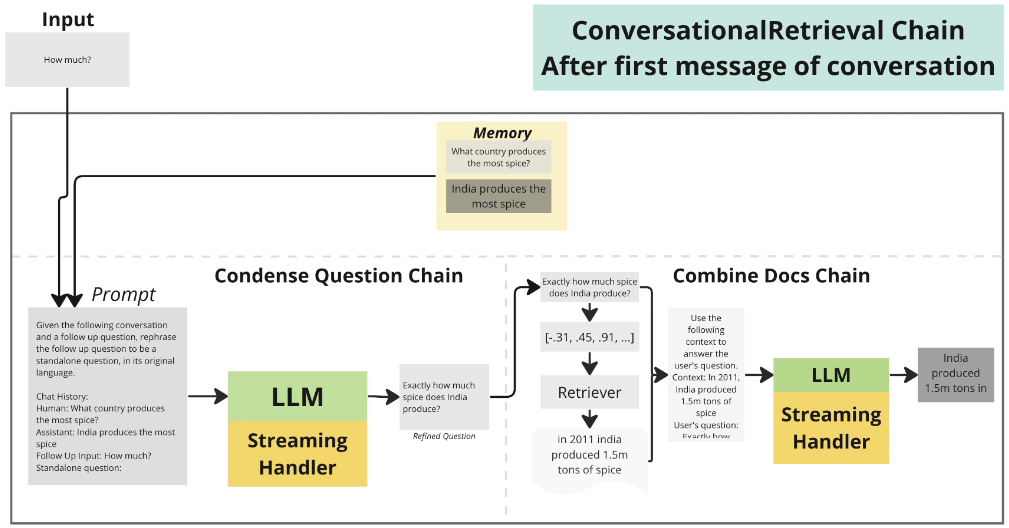 Input
How much?
ConversationalRetrieval Chain
After first message of conversation
Memory
What country produces
the most spice?
India produces the
most spice
Condense Question Chain
Prompt
Given the following conversation
and a follow up question, rephrase
the follow up question to be a
standalone question, in its original
language.
Chat History:
Human: What country produces
the most spice?
Assistant: India produces the most
spice
Follow Up Input: How much?
Standalone question:
LLM
Streaming
Handler
Exactly how much
spice does India
produce?
Refined Question
Combine Docs Chain
Exactly how much spice
does India produce?
[-.31, .45, .91, ...]
Retriever
in 2011 india
produced 1.5m
tons of spice
Use the
following
context to
answer the
user's question.
Context: In 2011,
India produced
1.5m tons of
spice
User's question:
Exactly how
LLM
Streaming
Handler
India
produced
1.5m tons in